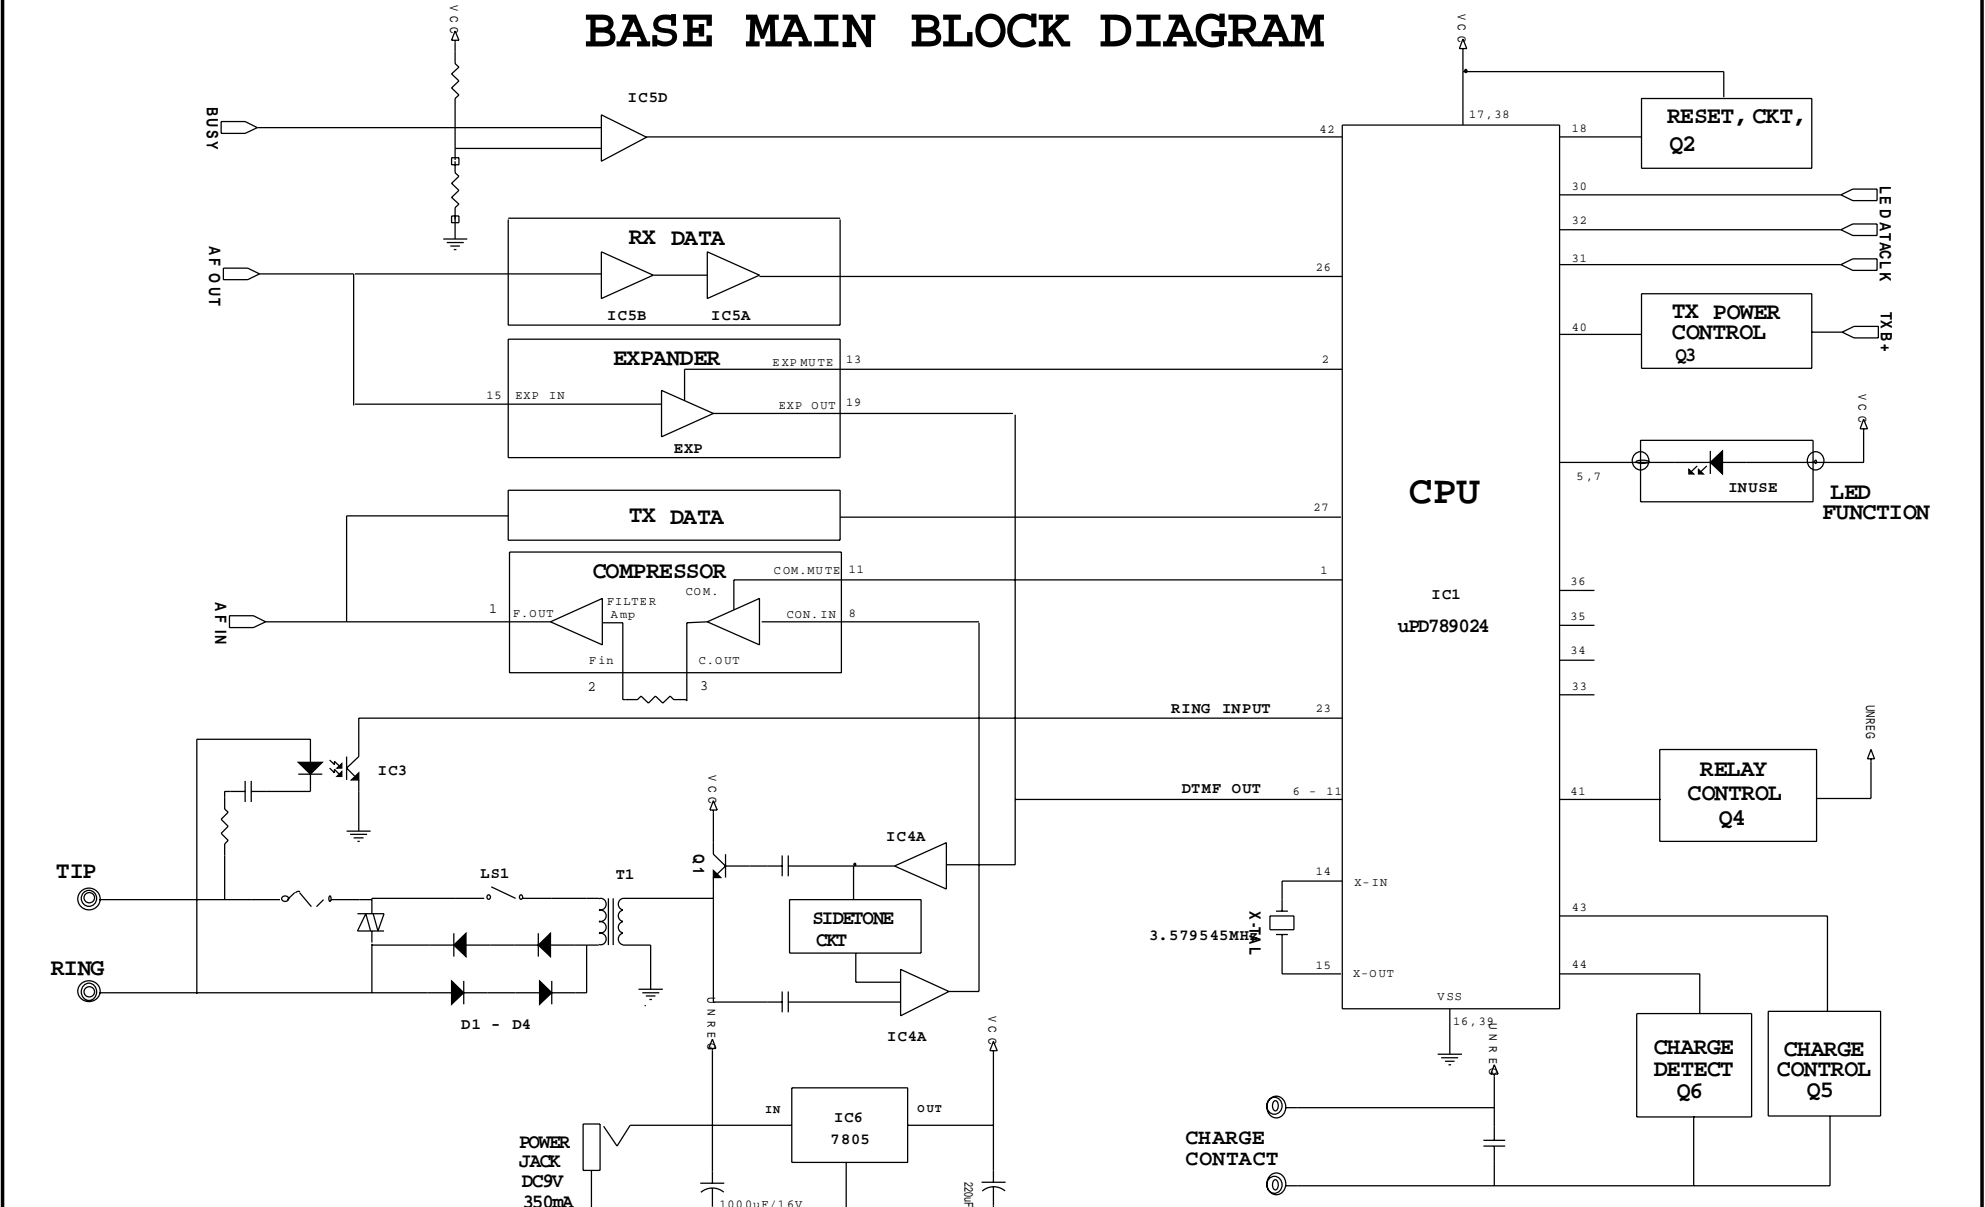 BASE MAIN BLOCK DIAGRAM
VCC
VCC
BUSY
IC5D
42
17,38
18
RESET, CKT,
Q2
30
32
31
LE DATA CLK
AF OUT
RX DATA
IC5B
IC5A
26
40
TX POWER
CONTROL
Q3
TX B+
EXPANDER
EXPMUTE
13
2
15
EXP IN
EXP OUT
19
EXP
VCC
5,7
INUSE
LED
FUNCTION
CPU
TX DATA
27
COMPRESSOR
COM.MUTE
11
1
COM.
FILTER
Amp
1
F.OUT
CON.IN
8
Fin
C.OUT
2
3
AF IN
IC1
uPD789024
36
35
34
33
RING INPUT
23
IC3
DTMF OUT
6 - 11
41
RELAY
CONTROL
Q4
UNREG
VCC
Q1
IC4A
TIP
LS1
T1
SIDETONE
CKT
14
X-IN
X-TAL
3.579545MHz
15
X-OUT
43
44
RING
D1 - D4
IC4A
VSS
16,39
UNREG
VCC
UNREG
CHARGE
DETECT
Q6
CHARGE
CONTROL
Q5
IN
IC6
7805
OUT
POWER
JACK
DC9V
350mA
CHARGE
CONTACT
1000uF/16V
220uF